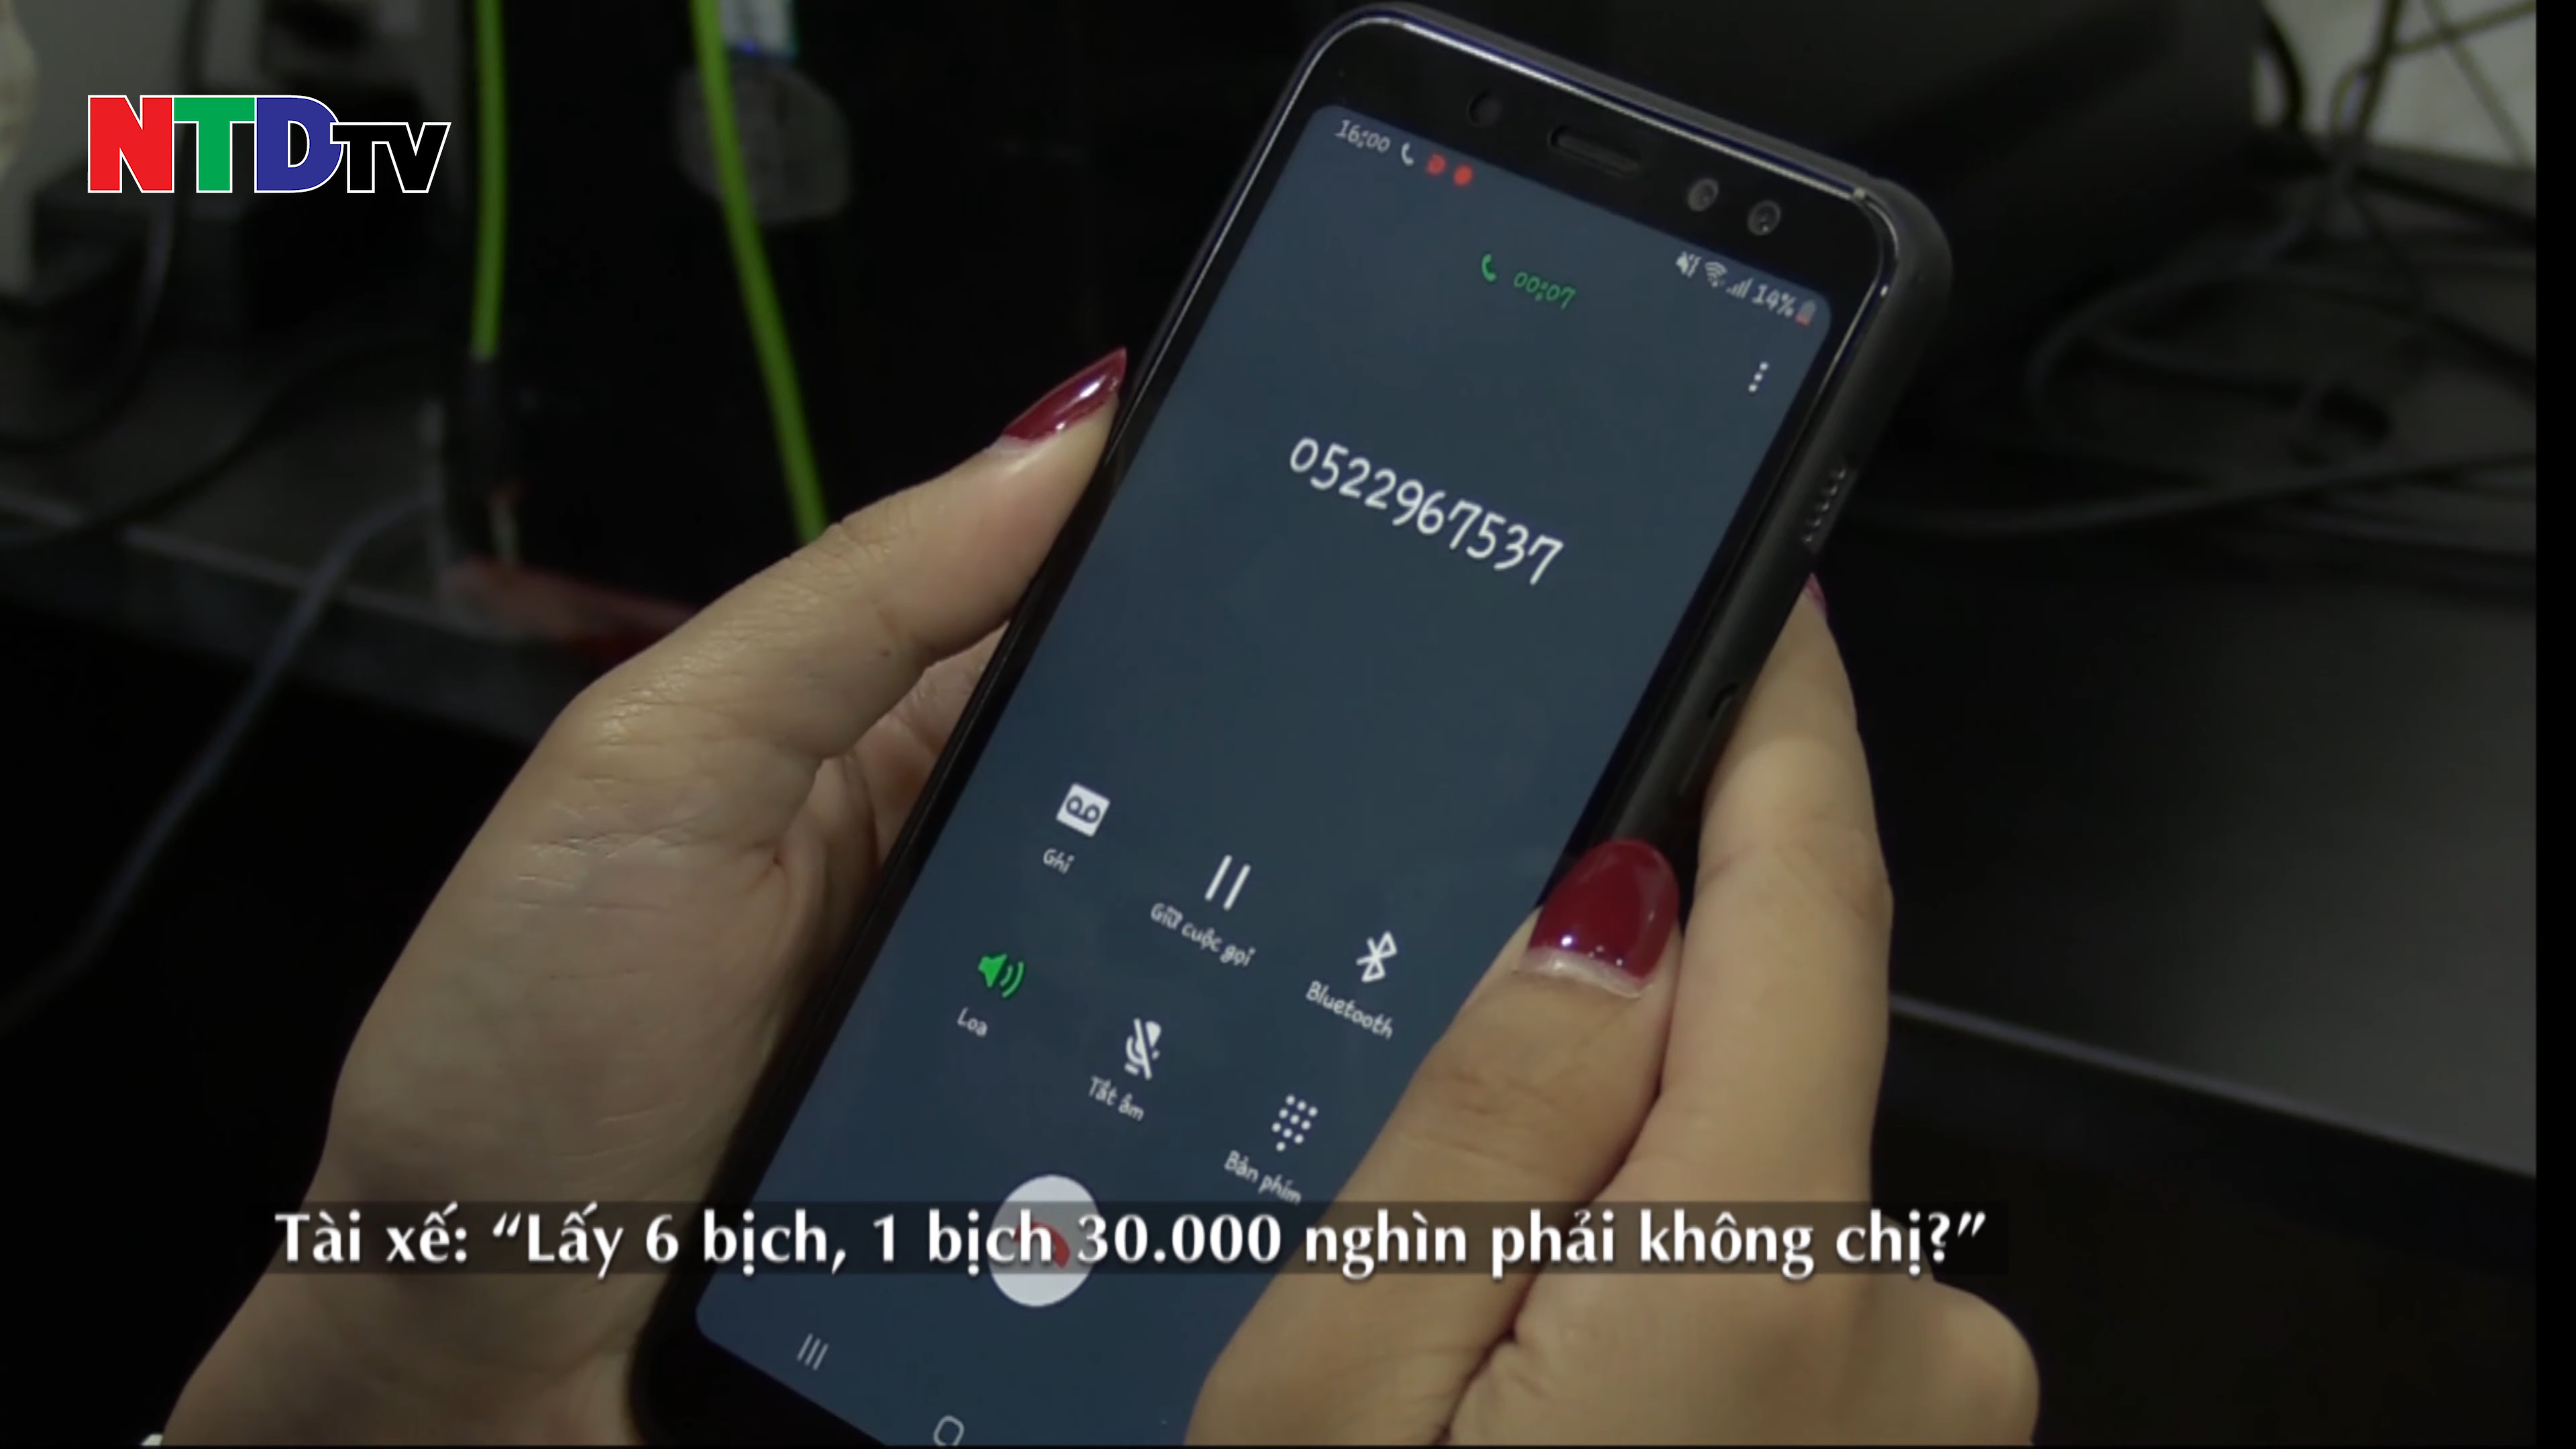 NTDTV
16:00
14%
00:07
0522967537
Ghi
Giữ cuộc gọi
Bluetooth
Loa
Tắt âm
Bàn phím
Tài xế: “Lấy 6 bịch, 1 bịch 30.000 nghìn phải không chị?”